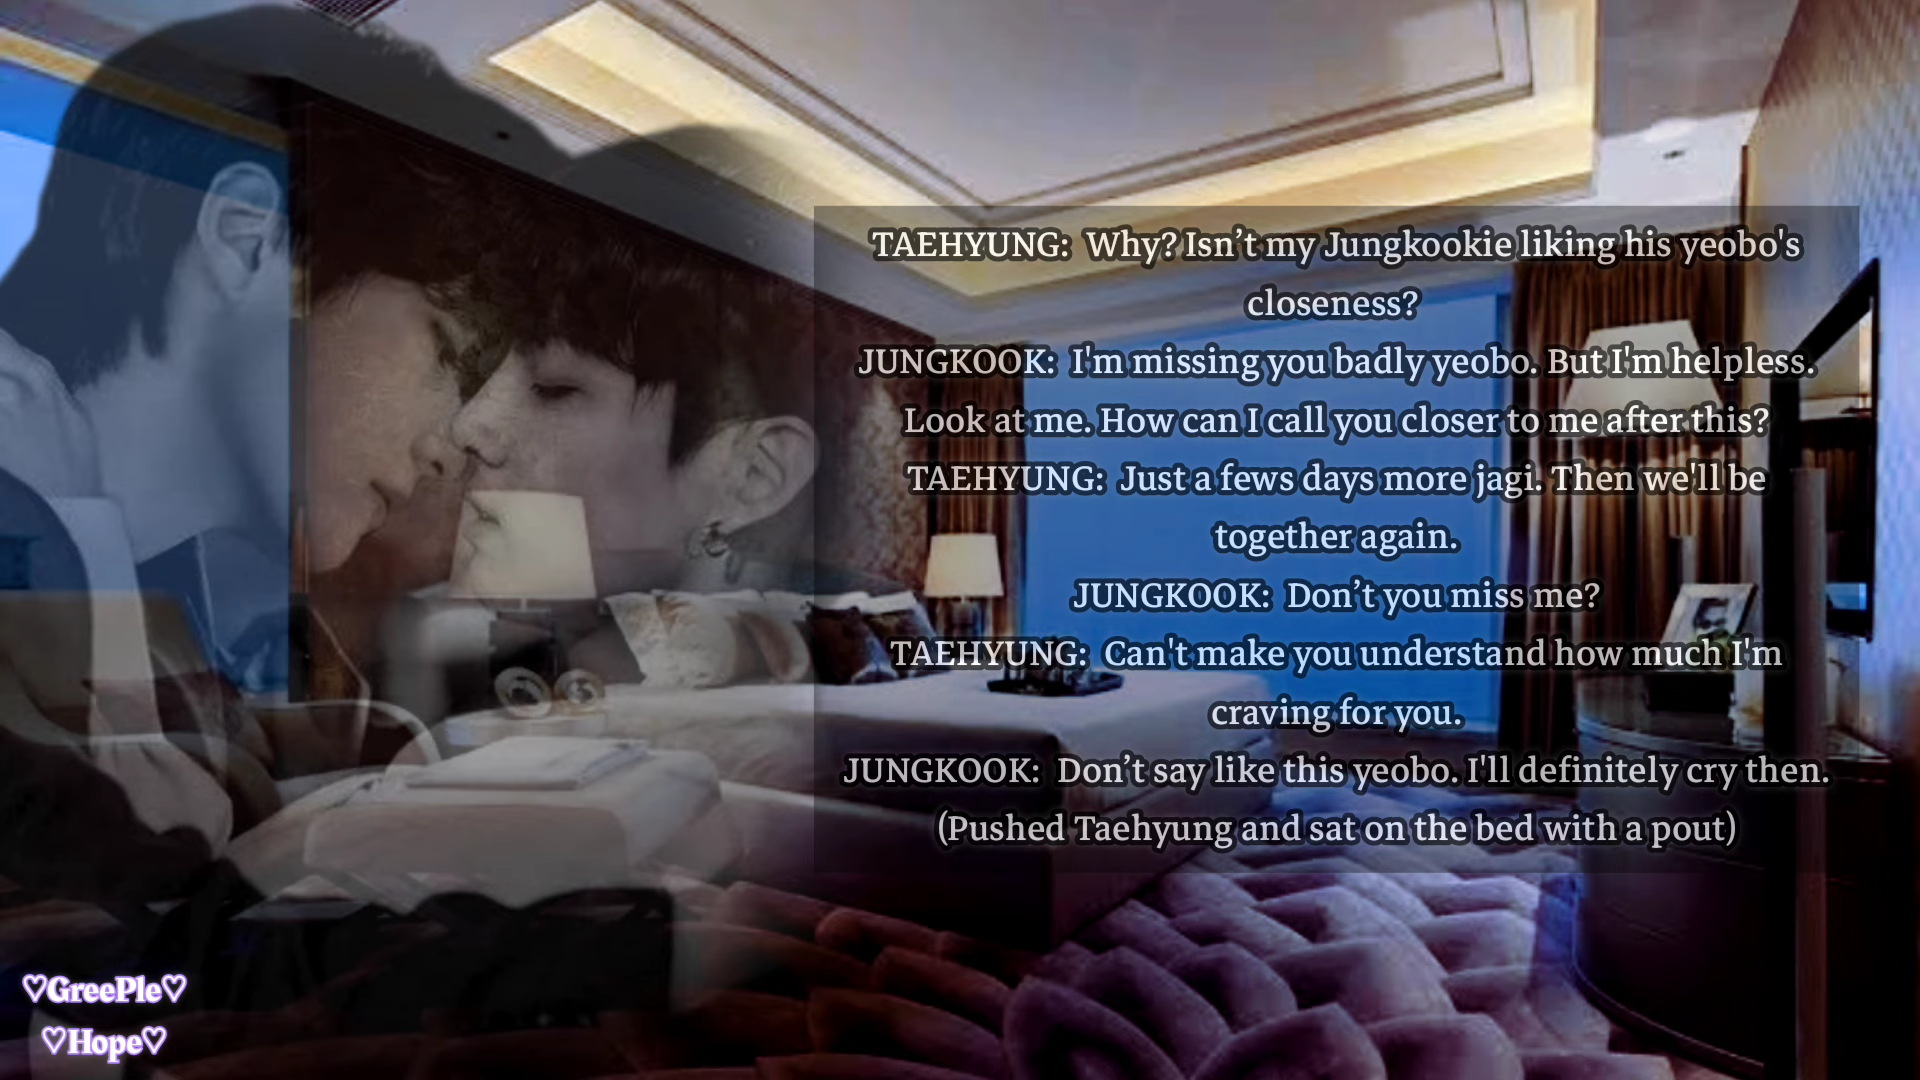 TAEHYUNG: Why? Isn’t my Jungkookie liking his yeobo's
closeness?
JUNGKOOK: I'm missing you badly yeobo. But I'm helpless.
Look at me. How can I call you closer to me after this?
TAEHYUNG: Just a fews days more jagi. Then we'll be
together again.
JUNGKOOK: Don’t you miss me?
TAEHYUNG: Can't make you understand how much I'm
craving for you.
JUNGKOOK: Don’t say like this yeobo. I'll definitely cry then.
(Pushed Taehyung and sat on the bed with a pout)
♡GreePle♡
♡Hope♡